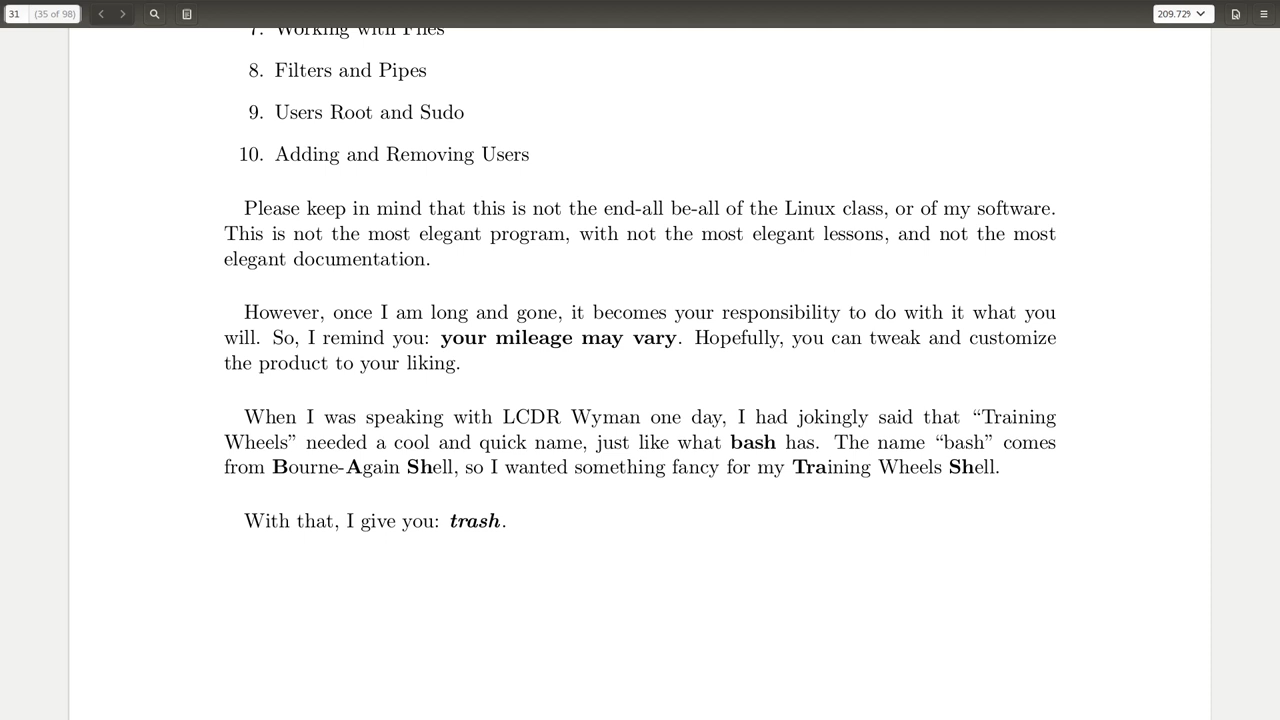 31 (35 of 98) 209.729
7. Working with Files
8. Filters and Pipes
9. Users Root and Sudo
10. Adding and Removing Users
Please keep in mind that this is not the end-all be-all of the Linux class, or of my software.
This is not the most elegant program, with not the most elegant lessons, and not the most
elegant documentation.
However, once I am long and gone, it becomes your responsibility to do with it what you
will. So, I remind you: your mileage may vary. Hopefully, you can tweak and customize
the product to your liking.
When I was speaking with LCDR Wyman one day, I had jokingly said that “Training
Wheels” needed a cool and quick name, just like what bash has. The name “bash” comes
from Bourne-Again Shell, so I wanted something fancy for my Training Wheels Shell.
With that, I give you: trash.